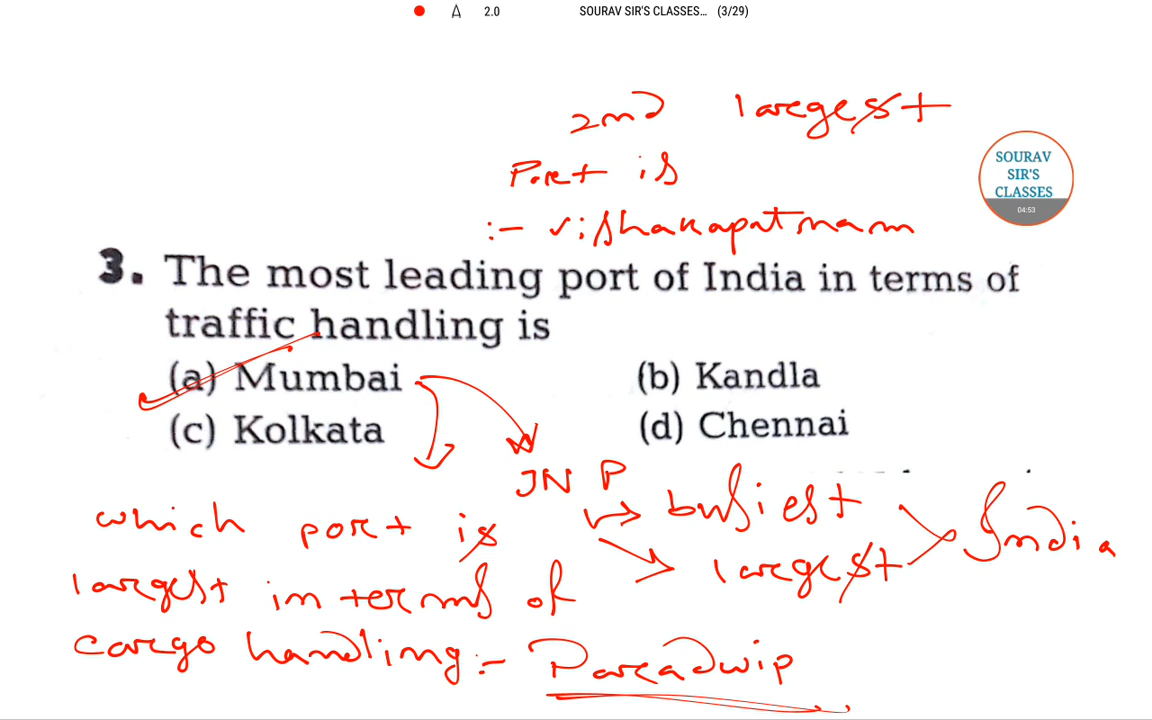 2.0 SOURAV SIR'S CLASSES... (3/29)
2nd largest
Port is
:- vishakapatnam
SOURAV
SIR'S
CLASSES
04:53
3. The most leading port of India in terms of
traffic handling is
(a) Mumbai (b) Kandla
(c) Kolkata (d) Chennai
JNP
busiest
largest India
which port is
largest in terms of
cargo handling :- Paradwip